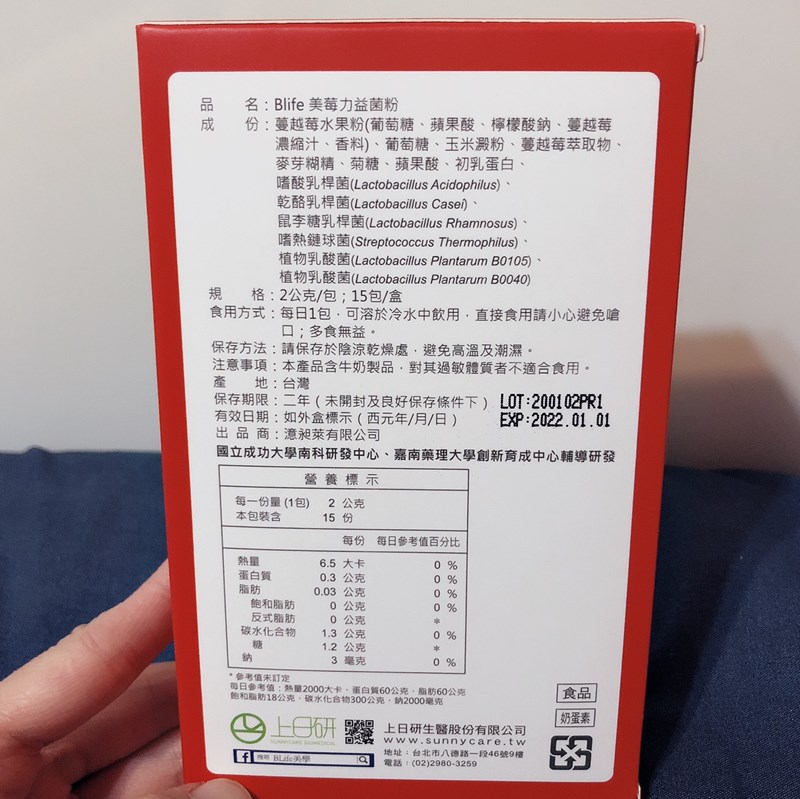 品　　名：Blife 美莓力益菌粉
成　　份：蔓越莓水果粉(葡萄糖、蘋果酸、檸檬酸鈉、蔓越莓
濃縮汁、香料)、葡萄糖、玉米澱粉、蔓越莓萃取物、
麥芽糊精、菊糖、蘋果酸、初乳蛋白、
嗜酸乳桿菌(Lactobacillus Acidophilus)、
乾酪乳桿菌(Lactobacillus Casei)、
鼠李糖乳桿菌(Lactobacillus Rhamnosus)、
嗜熱鏈球菌(Streptococcus Thermophilus)、
植物乳酸菌(Lactobacillus Plantarum B0105)、
植物乳酸菌(Lactobacillus Plantarum B0040)
規　　格：2公克/包；15包/盒
食用方式：每日1包，可溶於冷水中飲用，直接食用請小心避免嗆
口；多食無益。
保存方法：請保存於陰涼乾燥處，避免高溫及潮濕。
注意事項：本產品含牛奶製品，對其過敏體質者不適合食用。
產　　地：台灣
保存期限：二年（未開封及良好保存條件下） LOT:200102PR1
有效日期：如外盒標示（西元年/月/日） EXP:2022.01.01
出 品 商：澺昶萊有限公司
國立成功大學南科研發中心、嘉南藥理大學創新育成中心輔導研發
營 養 標 示
每一份量 (1包) 2 公克
本包裝含 15 份
每份 每日參考值百分比
熱量 6.5 大卡 0 %
蛋白質 0.3 公克 0 %
脂肪 0.03 公克 0 %
飽和脂肪 0 公克 0 %
反式脂肪 0 公克 *
碳水化合物 1.3 公克 0 %
糖 1.2 公克 *
鈉 3 毫克 0 %
*參考值未訂定
每日參考值：熱量2000大卡、蛋白質60公克、脂肪60公克
飽和脂肪18公克、碳水化合物300公克、鈉2000毫克
食品
奶蛋素
上日研
SUNNYCARE BIOMEDICAL
上日研生醫股份有限公司
www.sunnycare.tw
地址：台北市八德路一段46號9樓
電話：(02)2980-3259
f 搜尋 BLife美學